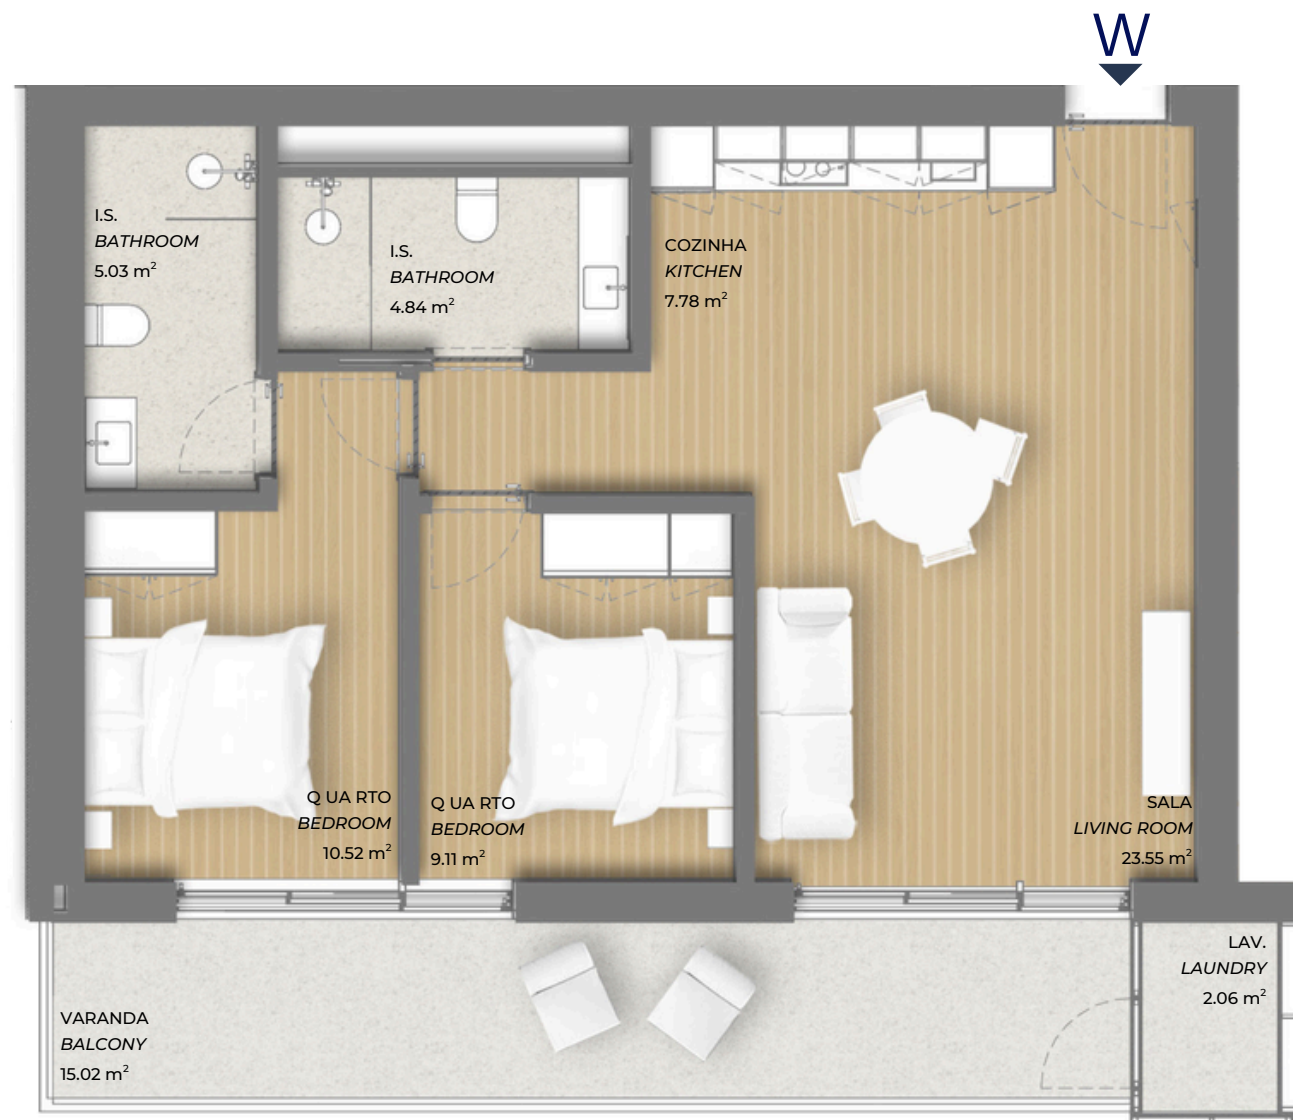 W
I.S.
BATHROOM
5.03 m²
I.S.
BATHROOM
4.84 m²
COZINHA
KITCHEN
7.78 m²
Q UA RTO
BEDROOM
10.52 m²
Q UA RTO
BEDROOM
9.11 m²
SALA
LIVING ROOM
23.55 m²
VARANDA
BALCONY
15.02 m²
LAV.
LAUNDRY
2.06 m²